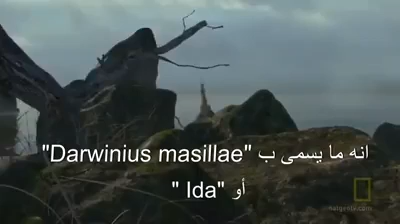 انه ما يسمى ب "Darwinius masillae"
أو "Ida "